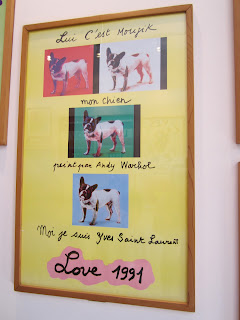 Lui C'est Moujik
mon chien
peint par Andy Warhol
Moi je suis Yves Saint Laurent
Love 1991